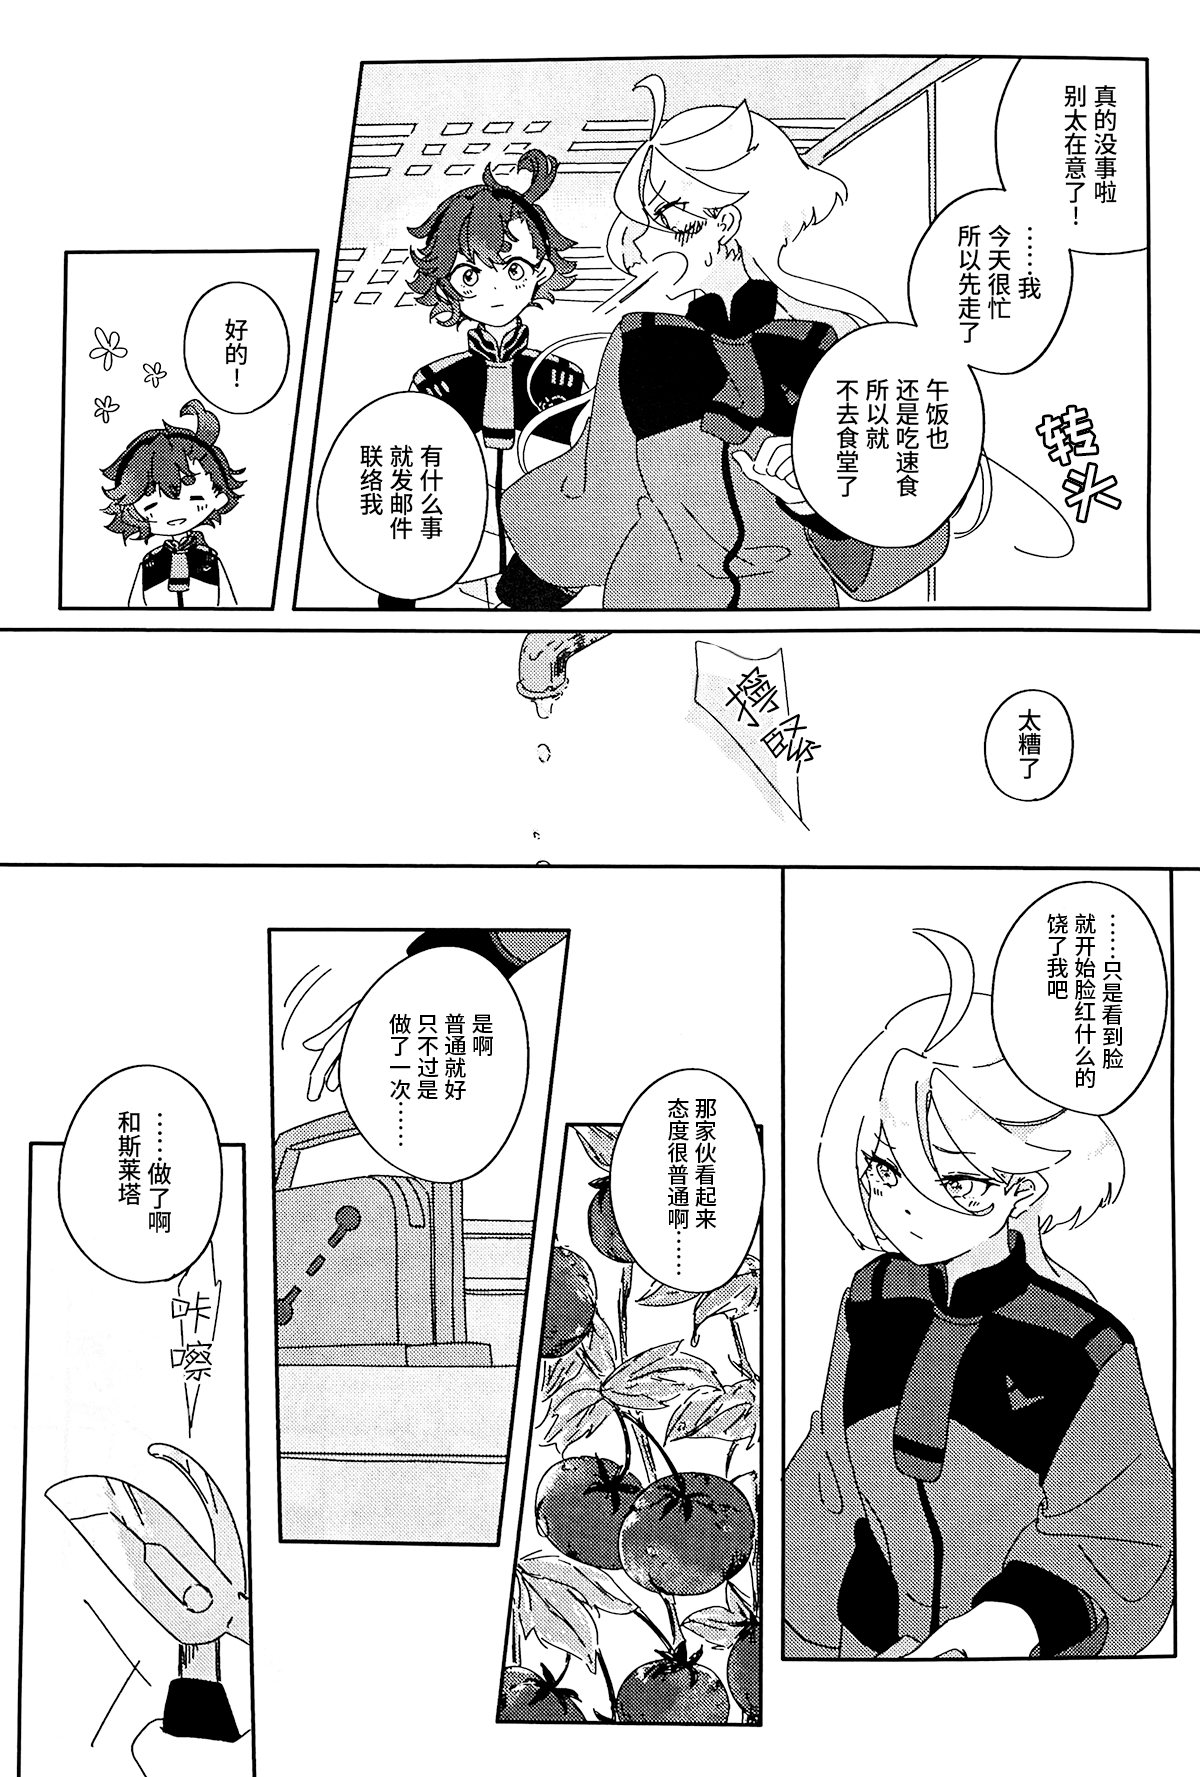 真的没事啦
别太在意了！
……我
今天很忙
所以先走了
午饭也
还是吃速食
所以就
不去食堂了
转头
有什么事
就发邮件
联络我
好的！
太糟了
擰緊
……只是看到脸
就开始脸红什么的
饶了我吧
那家伙看起来
态度很普通啊……
是啊
普通就好
只不过是
做了一次……
……做了啊
和斯莱塔
咔嚓